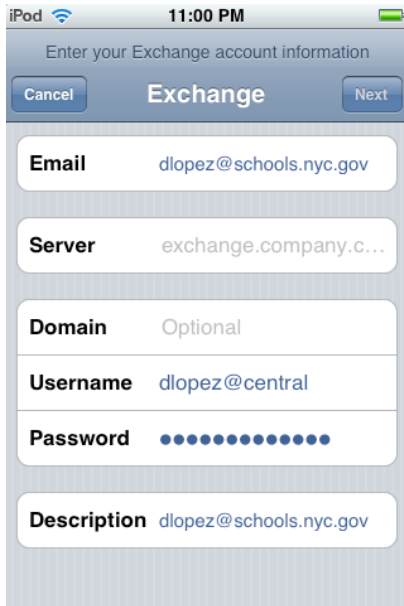 iPod 11:00 PM
Enter your Exchange account information
Cancel Exchange Next
Email dlopez@schools.nyc.gov
Server exchange.company.c...
Domain Optional
Username dlopez@central
Password ●●●●●●●●●●●●●
Description dlopez@schools.nyc.gov